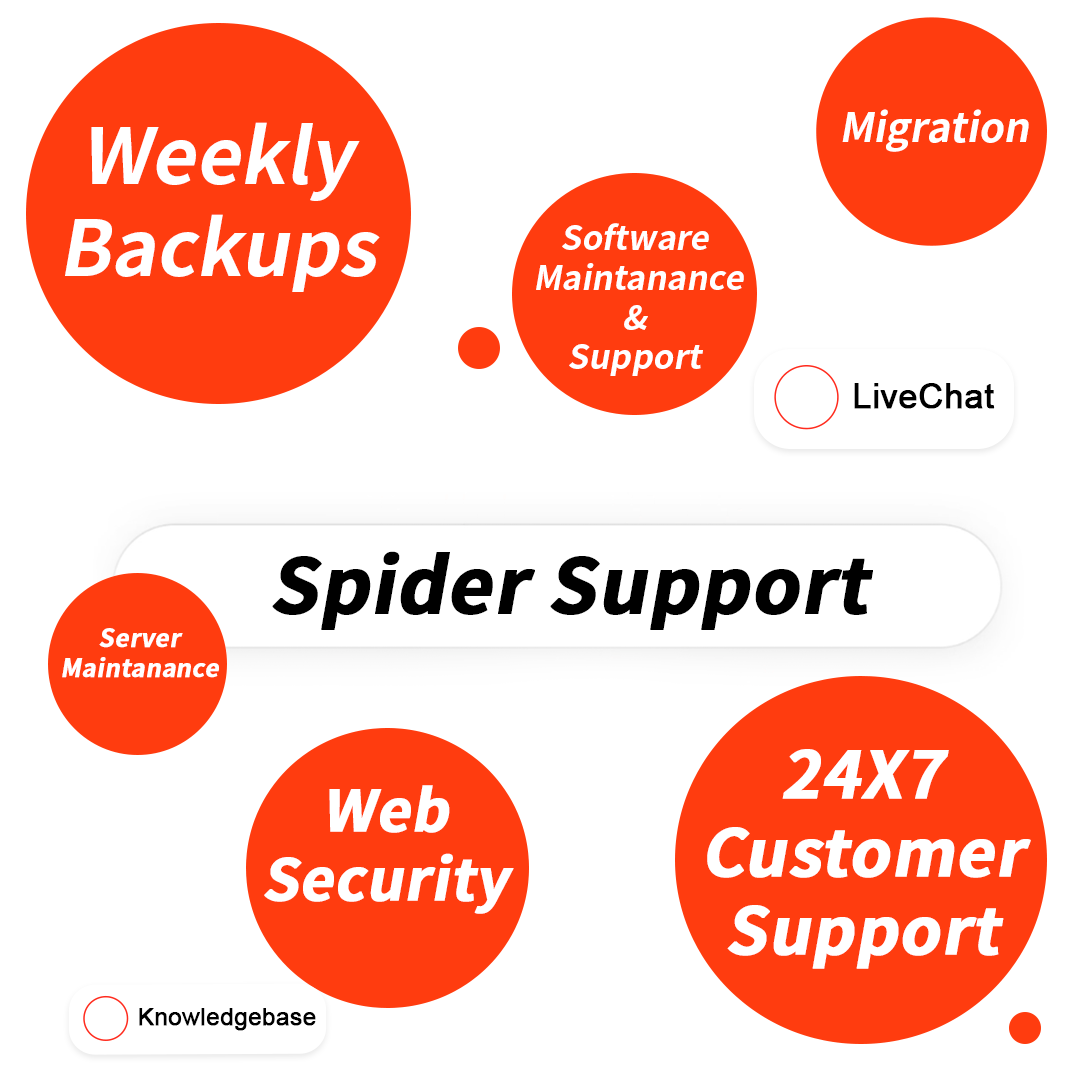 Weekly
Backups
Migration
Software
Maintanance
&
Support
LiveChat
Spider Support
Server
Maintanance
Web
Security
24X7
Customer
Support
Knowledgebase